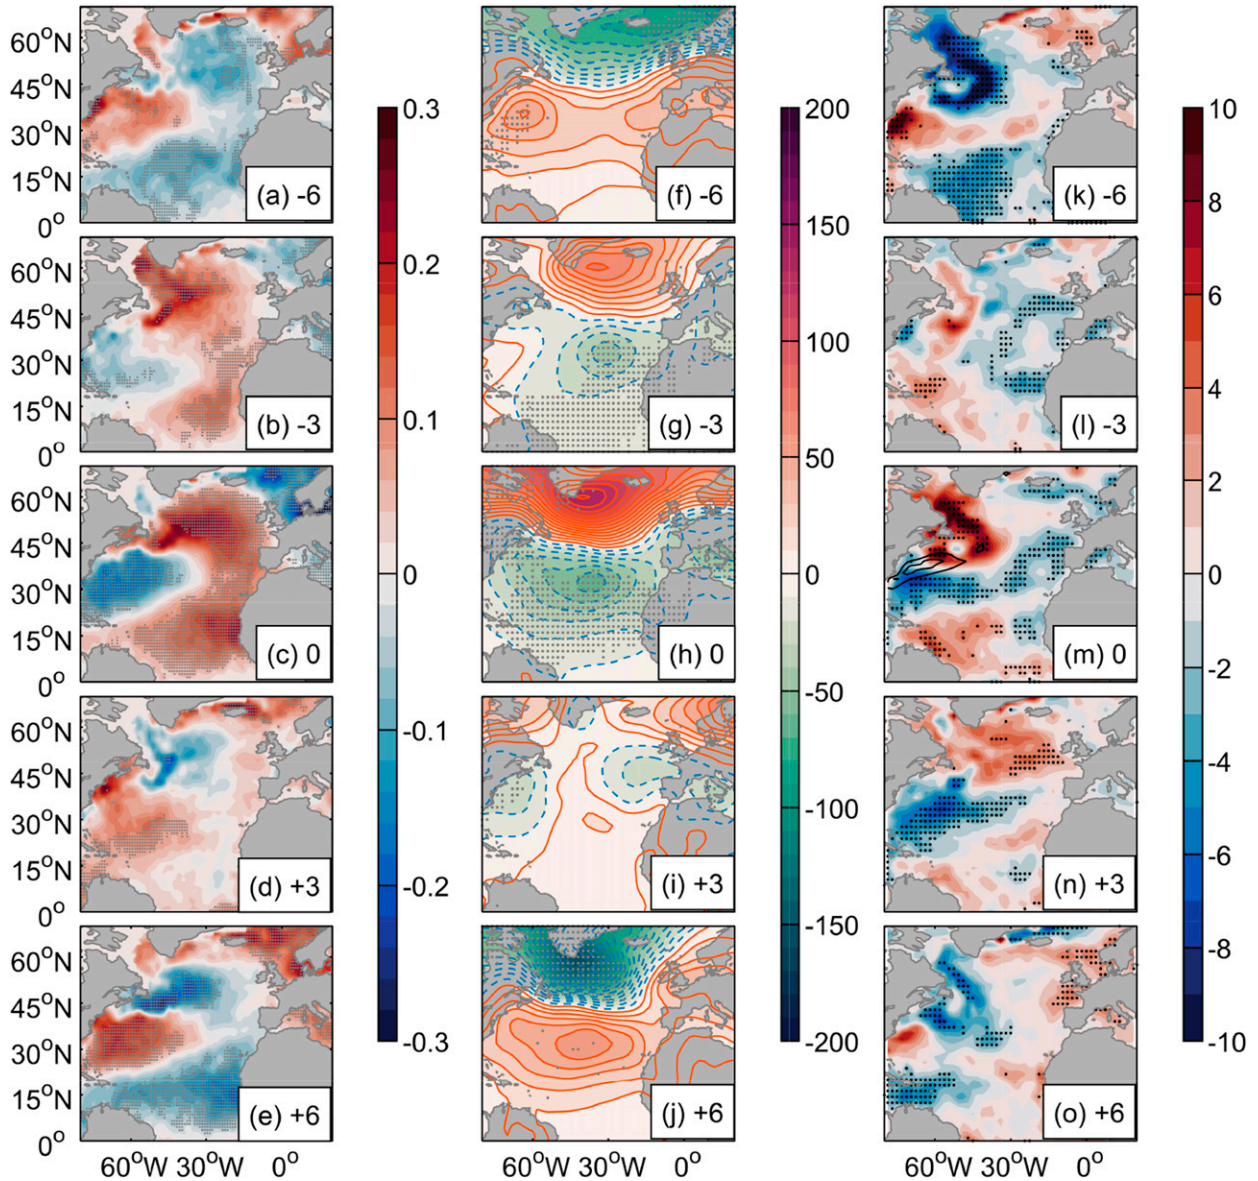 60°N
45°N
30°N
15°N
0°
(a) -6
(f) -6
(k) -6
60°N
45°N
30°N
15°N
0°
(b) -3
(g) -3
(l) -3
60°N
45°N
30°N
15°N
0°
(c) 0
(h) 0
(m) 0
60°N
45°N
30°N
15°N
0°
(d) +3
(i) +3
(n) +3
60°N
45°N
30°N
15°N
0°
(e) +6
(j) +6
(o) +6
60°W 30°W 0°
60°W 30°W 0°
60°W 30°W 0°
0.3
0.2
0.1
0
-0.1
-0.2
-0.3
200
150
100
50
0
-50
-100
-150
-200
10
8
6
4
2
0
-2
-4
-6
-8
-10